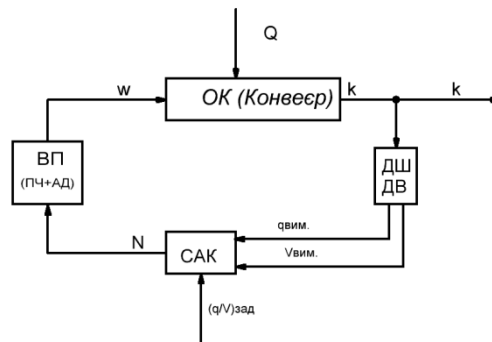 Q
w
ОК (Конвеєр)
k
k
ВП
(ПЧ+АД)
ДШ
ДВ
qвим.
N
САК
Vвим.
(q/V)зад